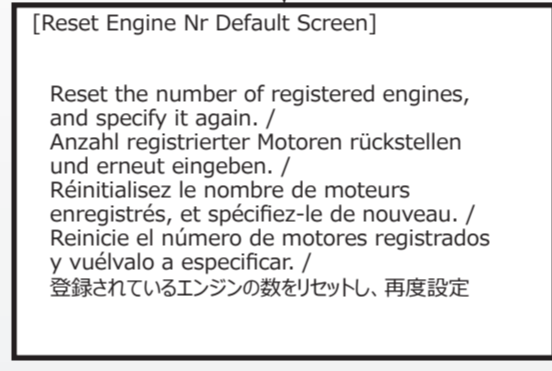 [Reset Engine Nr Default Screen]
Reset the number of registered engines,
and specify it again. /
Anzahl registrierter Motoren rückstellen
und erneut eingeben. /
Réinitialisez le nombre de moteurs
enregistrés, et spécifiez-le de nouveau. /
Reinicie el número de motores registrados
y vuélvalo a especificar. /
登録されているエンジンの数をリセットし、再度設定